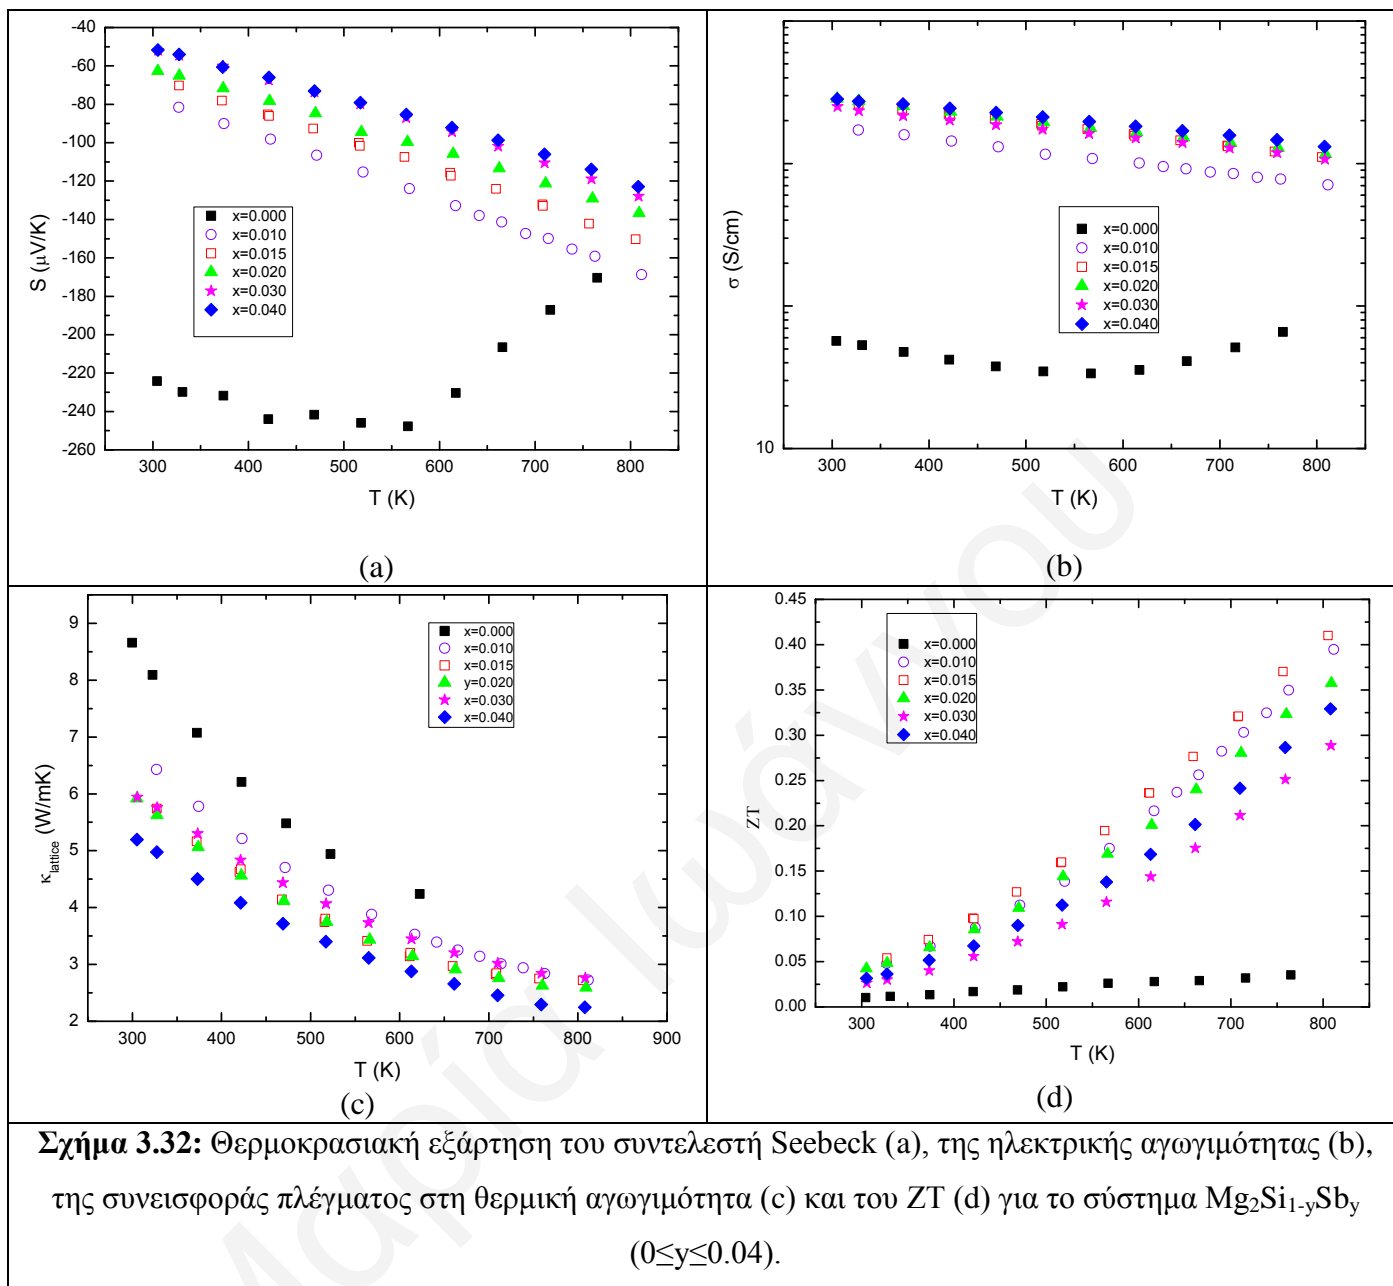 -40
-60
-80
-100
-120
-140
-160
-180
-200
-220
-240
-260
S (μV/K)
x=0.000
x=0.010
x=0.015
x=0.020
x=0.030
x=0.040
300 400 500 600 700 800
T (K)
(a)
σ (S/cm)
x=0.000
x=0.010
x=0.015
x=0.020
x=0.030
x=0.040
10
300 400 500 600 700 800
T (K)
(b)
9
8
7
6
5
4
3
2
κlattice (W/mK)
x=0.000
x=0.010
x=0.015
y=0.020
x=0.030
x=0.040
300 400 500 600 700 800 900
T (K)
(c)
0.45
0.40
0.35
0.30
0.25
0.20
0.15
0.10
0.05
0.00
ZT
x=0.000
x=0.010
x=0.015
x=0.020
x=0.030
x=0.040
300 400 500 600 700 800
T (K)
(d)
Σχήμα 3.32: Θερμοκρασιακή εξάρτηση του συντελεστή Seebeck (a), της ηλεκτρικής αγωγιμότητας (b),
της συνεισφοράς πλέγματος στη θερμική αγωγιμότητα (c) και του ZT (d) για το σύστημα Mg2Si1-ySby
(0≤y≤0.04).
Μαρία Ιωάννου